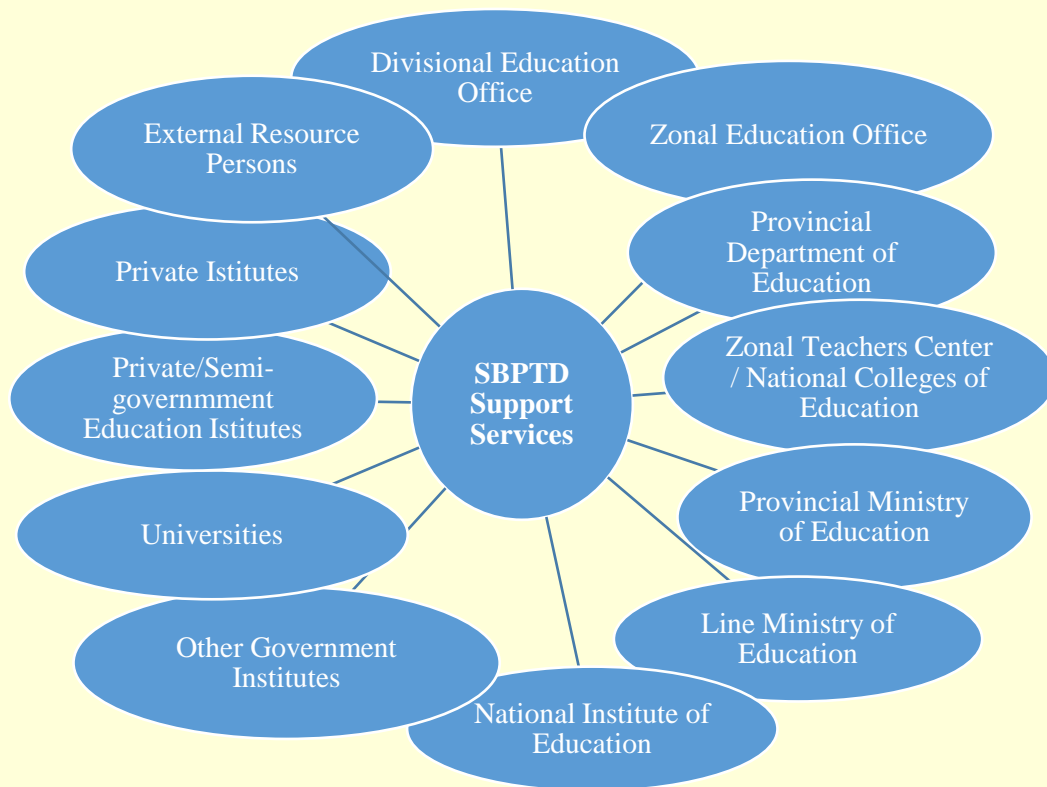 Divisional Education
Office
External Resource
Persons
Zonal Education Office
Provincial
Department of
Education
Private Istitutes
Zonal Teachers Center
/ National Colleges of
Education
Private/Semi-
governmment
Education Istitutes
SBPTD
Support
Services
Provincial Ministry
of Education
Universities
Line Ministry of
Education
Other Government
Institutes
National Institute of
Education